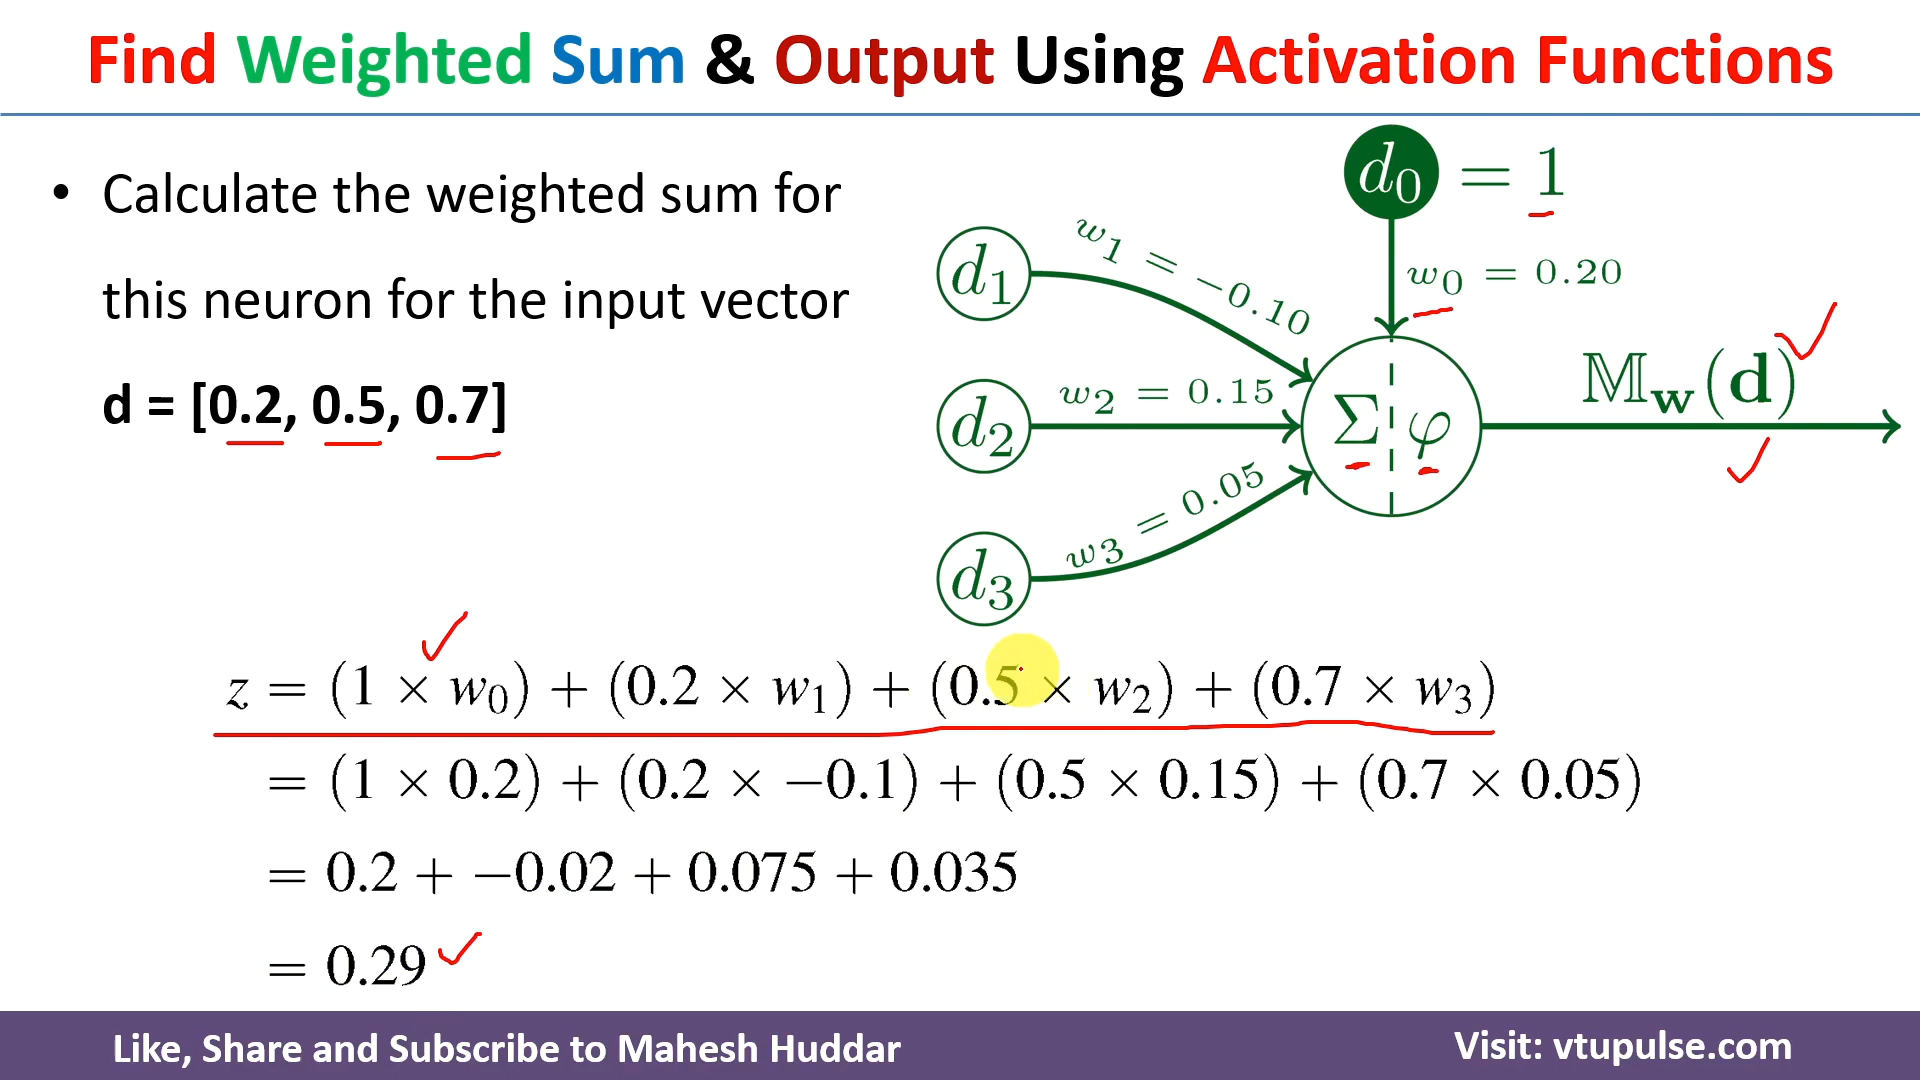 Find Weighted Sum & Output Using Activation Functions
• Calculate the weighted sum for
this neuron for the input vector
d = [0.2, 0.5, 0.7]
d₀ = 1
w₀ = 0.20
d₁
w₁ = −0.10
d₂
w₂ = 0.15
d₃
w₃ = 0.05
Σ φ
𝕄𝐰(𝐝)
z = (1 × w₀) + (0.2 × w₁) + (0.5 × w₂) + (0.7 × w₃)
= (1 × 0.2) + (0.2 × −0.1) + (0.5 × 0.15) + (0.7 × 0.05)
= 0.2 + −0.02 + 0.075 + 0.035
= 0.29
Like, Share and Subscribe to Mahesh Huddar
Visit: vtupulse.com